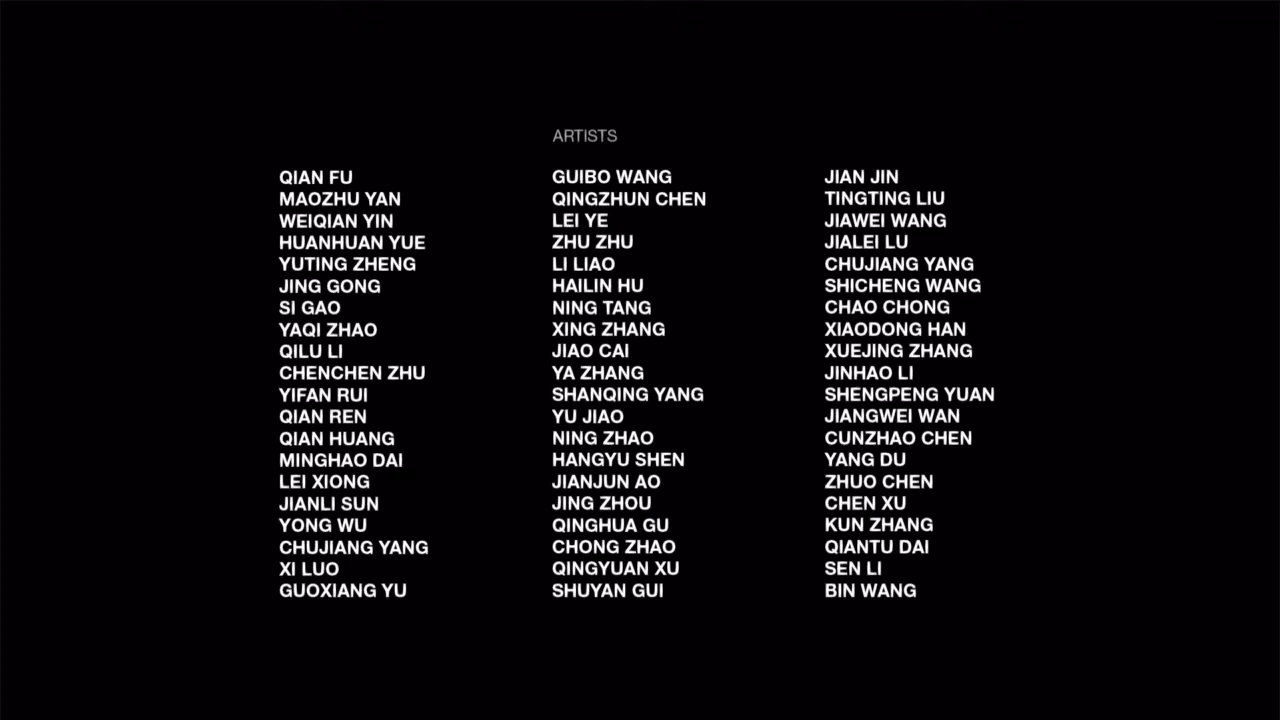 ARTISTS
QIAN FU
MAOZHU YAN
WEIQIAN YIN
HUANHUAN YUE
YUTING ZHENG
JING GONG
SI GAO
YAQI ZHAO
QILU LI
CHENCHEN ZHU
YIFAN RUI
QIAN REN
QIAN HUANG
MINGHAO DAI
LEI XIONG
JIANLI SUN
YONG WU
CHUJIANG YANG
XI LUO
GUOXIANG YU
GUIBO WANG
QINGZHUN CHEN
LEI YE
ZHU ZHU
LI LIAO
HAILIN HU
NING TANG
XING ZHANG
JIAO CAI
YA ZHANG
SHANQING YANG
YU JIAO
NING ZHAO
HANGYU SHEN
JIANJUN AO
JING ZHOU
QINGHUA GU
CHONG ZHAO
QINGYUAN XU
SHUYAN GUI
JIAN JIN
TINGTING LIU
JIAWEI WANG
JIALEI LU
CHUJIANG YANG
SHICHENG WANG
CHAO CHONG
XIAODONG HAN
XUEJING ZHANG
JINHAO LI
SHENGPENG YUAN
JIANGWEI WAN
CUNZHAO CHEN
YANG DU
ZHUO CHEN
CHEN XU
KUN ZHANG
QIANTU DAI
SEN LI
BIN WANG